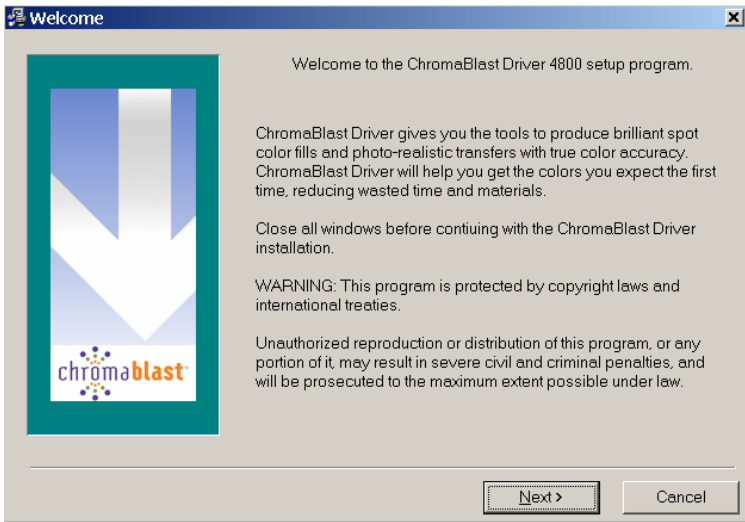 Welcome
Welcome to the ChromaBlast Driver 4800 setup program.
ChromaBlast Driver gives you the tools to produce brilliant spot
color fills and photo-realistic transfers with true color accuracy.
ChromaBlast Driver will help you get the colors you expect the first
time, reducing wasted time and materials.
Close all windows before contiuing with the ChromaBlast Driver
installation.
WARNING: This program is protected by copyright laws and
international treaties.
Unauthorized reproduction or distribution of this program, or any
portion of it, may result in severe civil and criminal penalties, and
will be prosecuted to the maximum extent possible under law.
chromablast
Next >
Cancel